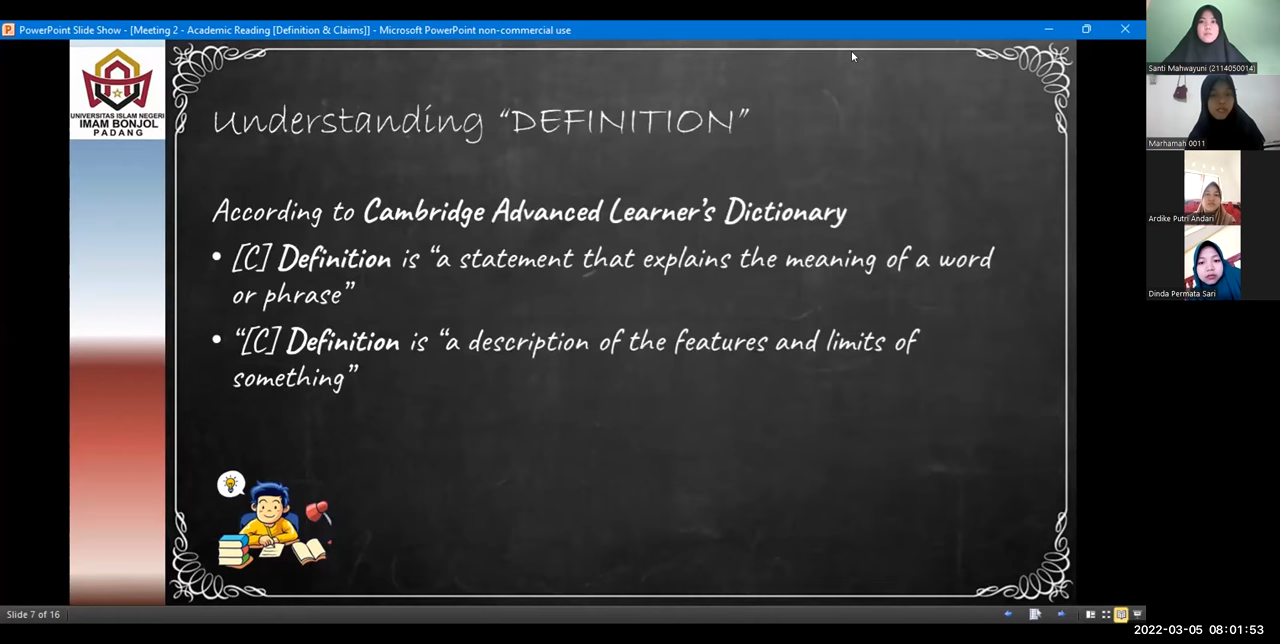 PowerPoint Slide Show - [Meeting 2 - Academic Reading [Definition & Claims]] - Microsoft PowerPoint non-commercial use
UNIVERSITAS ISLAM NEGERI
IMAM BONJOL
PADANG
Understanding “DEFINITION”
According to Cambridge Advanced Learner’s Dictionary
• [C] Definition is “a statement that explains the meaning of a word
or phrase”
• “[C] Definition is “a description of the features and limits of
something”
Santi Mahwayuni (2114050014)
Marhamah 0011
Ardike Putri Andari
Dinda Permata Sari
Slide 7 of 16
2022-03-05 08:01:53